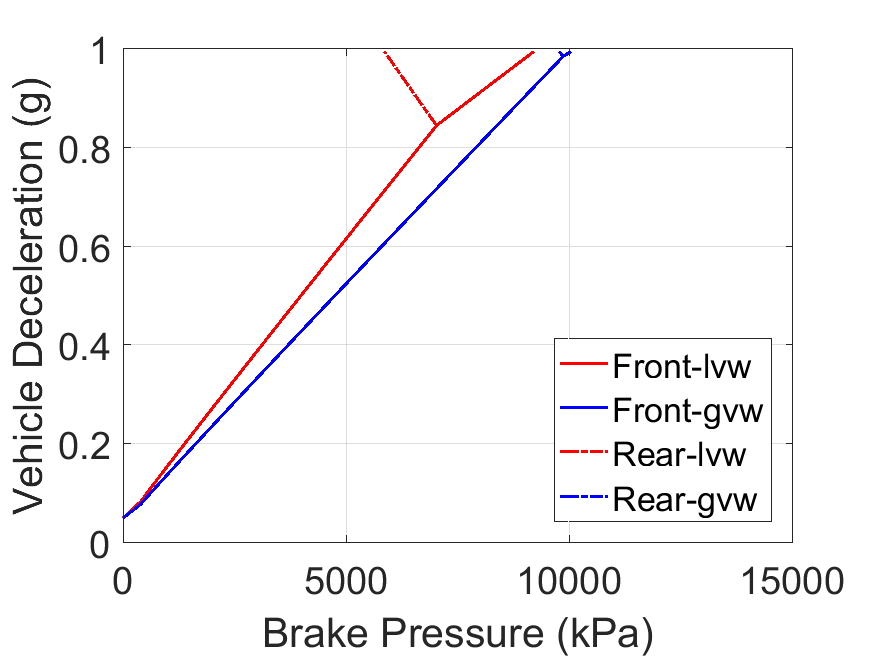 1
0.8
0.6
0.4
0.2
0
Vehicle Deceleration (g)
Front-lvw
Front-gvw
Rear-lvw
Rear-gvw
0 5000 10000 15000
Brake Pressure (kPa)